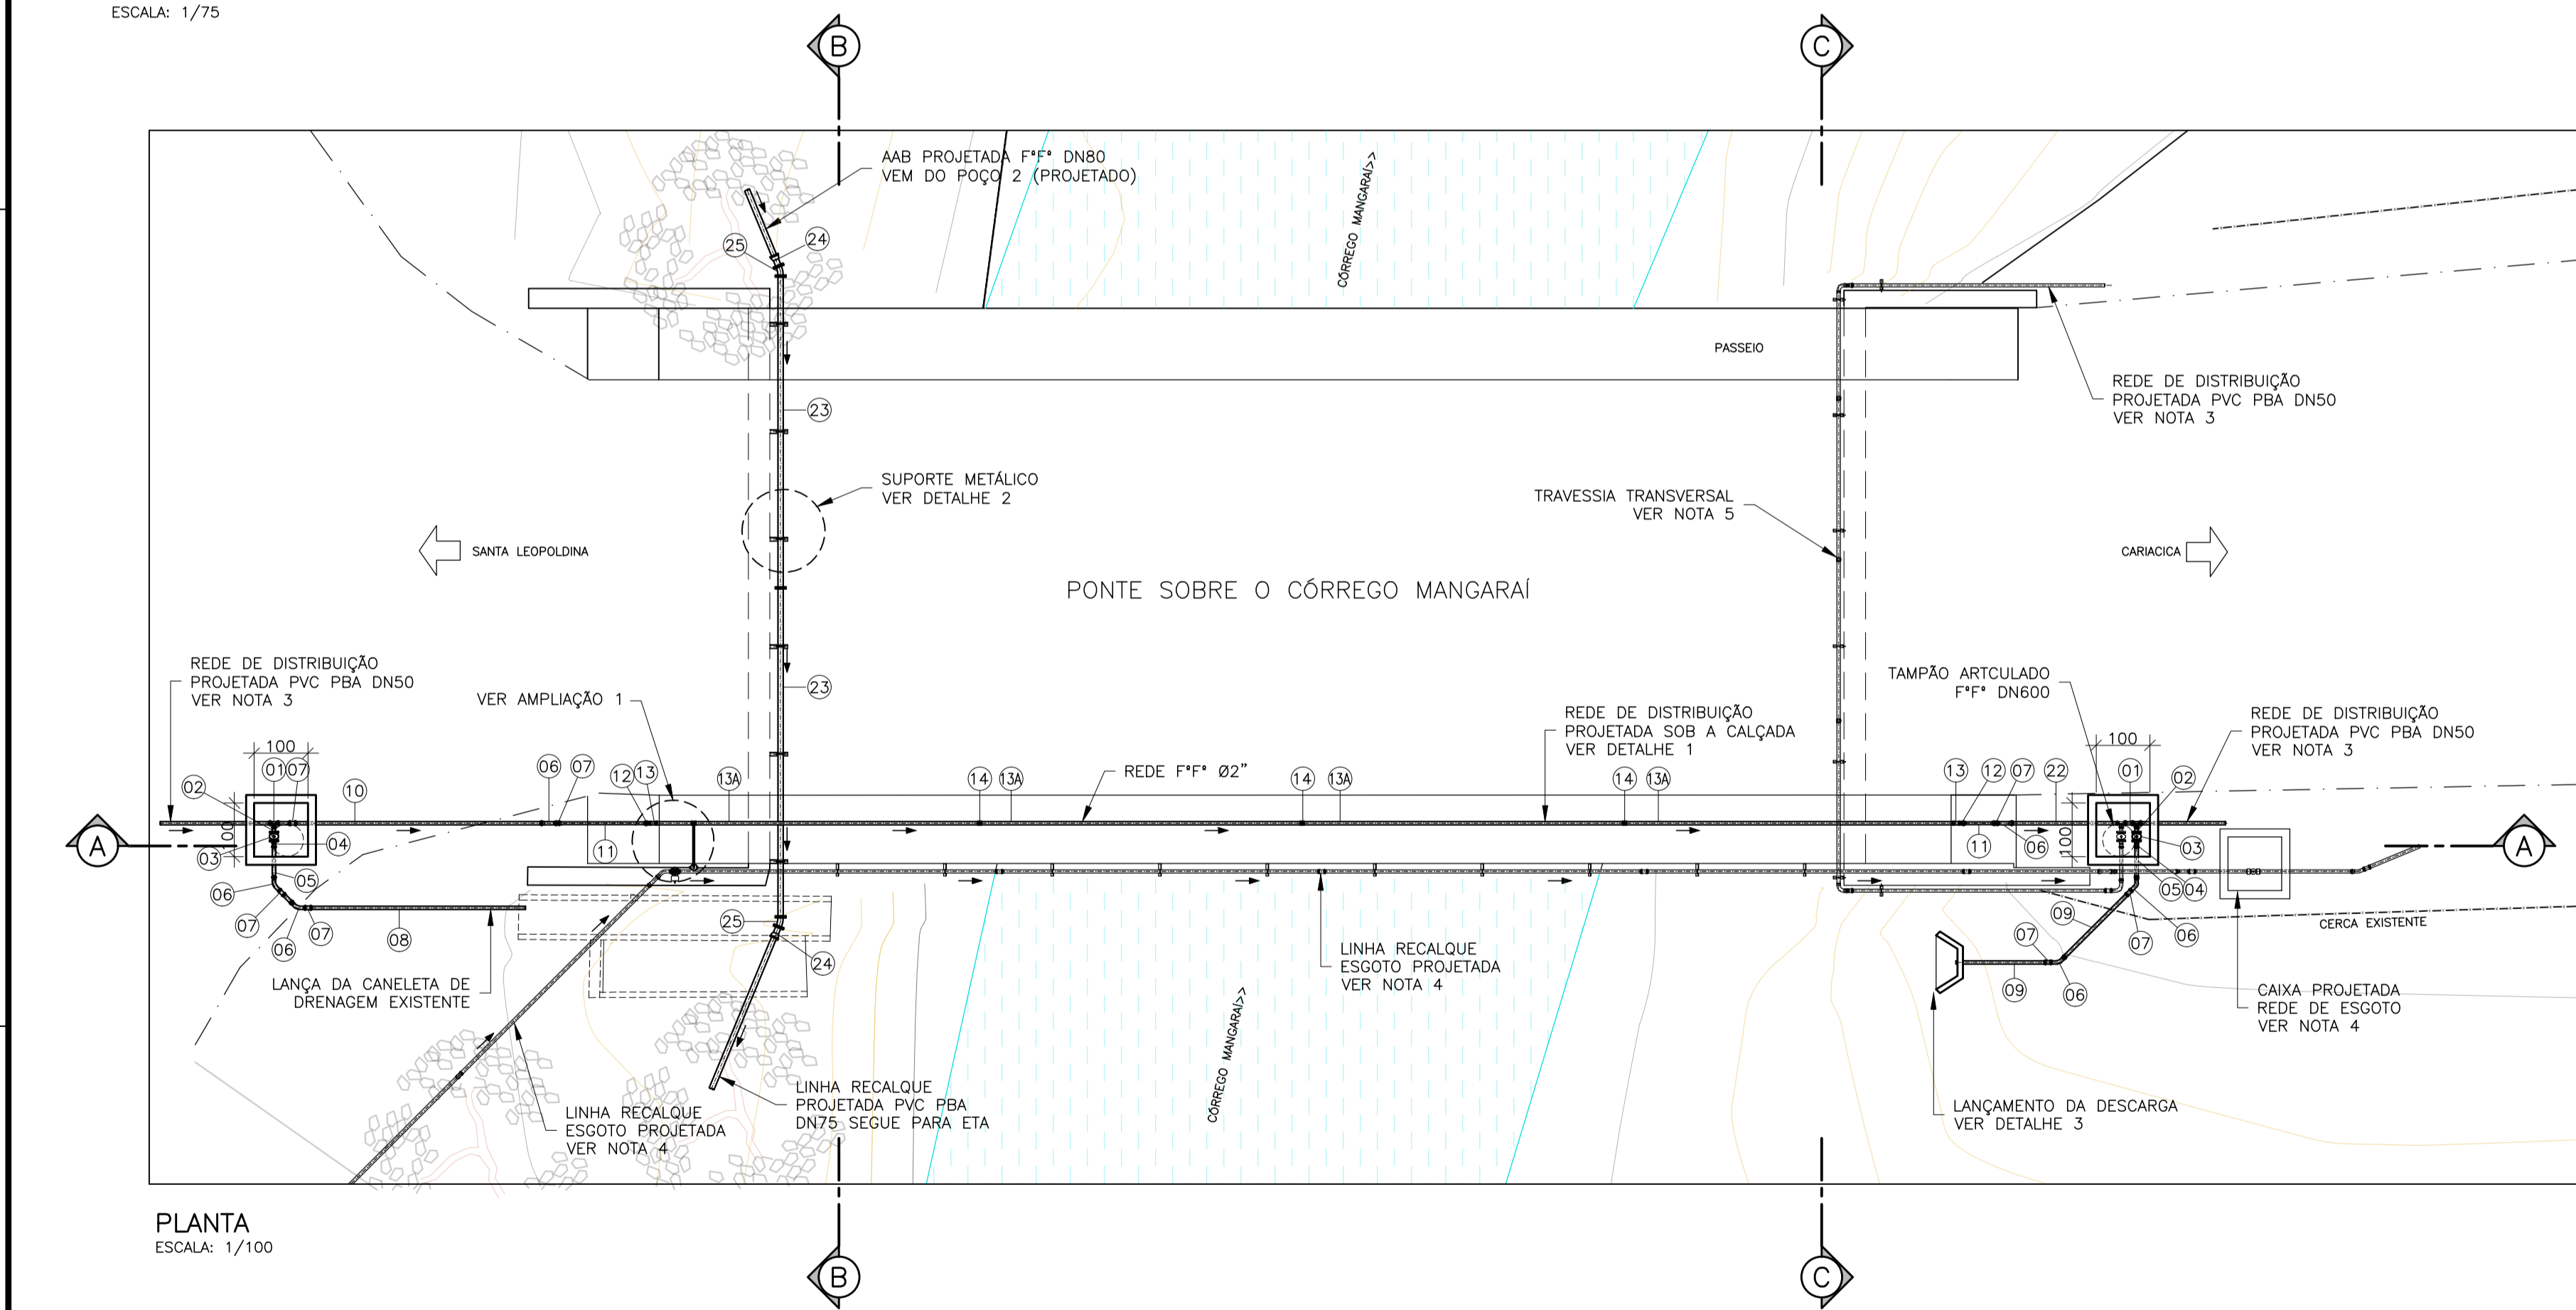 ESCALA: 1/75
B
C
AAB PROJETADA FºFº DN80
VEM DO POÇO 2 (PROJETADO)
CÓRREGO MANGARAÍ>>
25
24
PASSEIO
REDE DE DISTRIBUIÇÃO
PROJETADA PVC PBA DN50
VER NOTA 3
23
SUPORTE METÁLICO
VER DETALHE 2
TRAVESSIA TRANSVERSAL
VER NOTA 5
SANTA LEOPOLDINA
CARIACICA
PONTE SOBRE O CÓRREGO MANGARAÍ
REDE DE DISTRIBUIÇÃO
PROJETADA PVC PBA DN50
VER NOTA 3
VER AMPLIAÇÃO 1
23
TAMPÃO ARTCULADO
FºFº DN600
REDE DE DISTRIBUIÇÃO
PROJETADA SOB A CALÇADA
VER DETALHE 1
REDE DE DISTRIBUIÇÃO
PROJETADA PVC PBA DN50
VER NOTA 3
100
100
REDE FºFº Ø2”
02
01
07
10
06
07
12
13
13A
14
13A
14
13A
14
13A
13
12
07
22
01
02
100
100
A
A
03
04
11
11
06
03
05
05
04
06
07
06
07
08
25
09
07
06
CERCA EXISTENTE
24
07
09
06
LINHA RECALQUE
ESGOTO PROJETADA
VER NOTA 4
LANÇA DA CANELETA DE
DRENAGEM EXISTENTE
CAIXA PROJETADA
REDE DE ESGOTO
VER NOTA 4
CÓRREGO MANGARAÍ>>
LINHA RECALQUE
PROJETADA PVC PBA
DN75 SEGUE PARA ETA
LINHA RECALQUE
ESGOTO PROJETADA
VER NOTA 4
LANÇAMENTO DA DESCARGA
VER DETALHE 3
PLANTA
ESCALA: 1/100
B
C